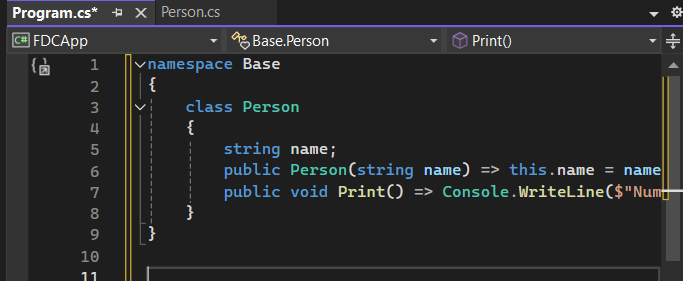 Program.cs* Person.cs
C# FDCApp Base.Person Print()
1 namespace Base
2 {
3 class Person
4 {
5 string name;
6 public Person(string name) => this.name = name
7 public void Print() => Console.WriteLine($"Num
8 }
9 }
10
11